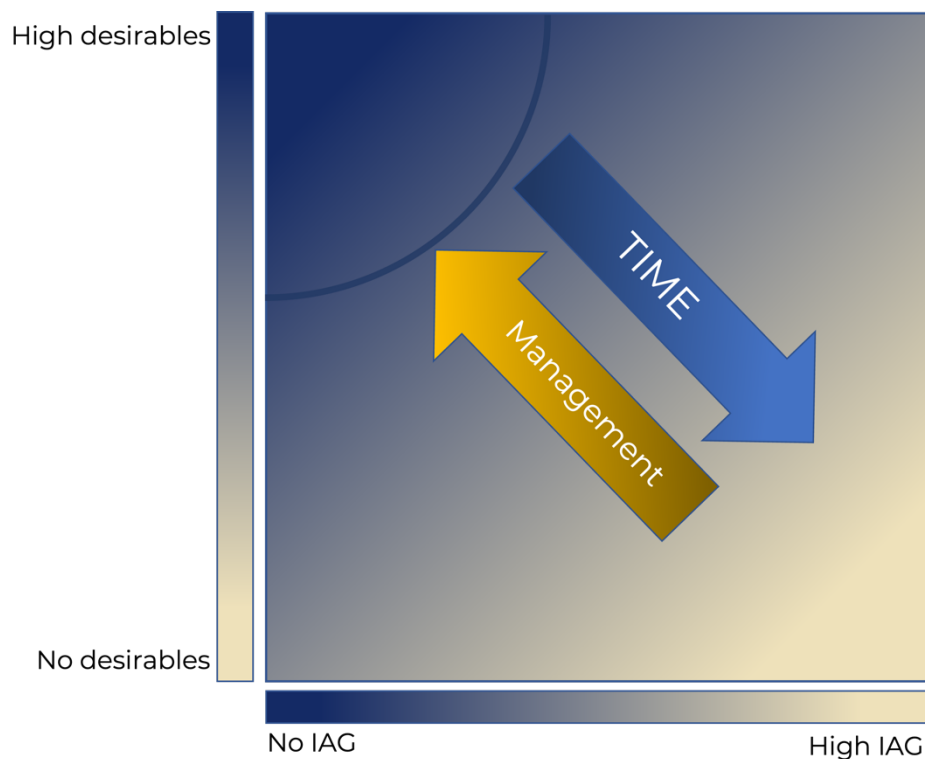 High desirables
TIME
Management
No desirables
No IAG
High IAG